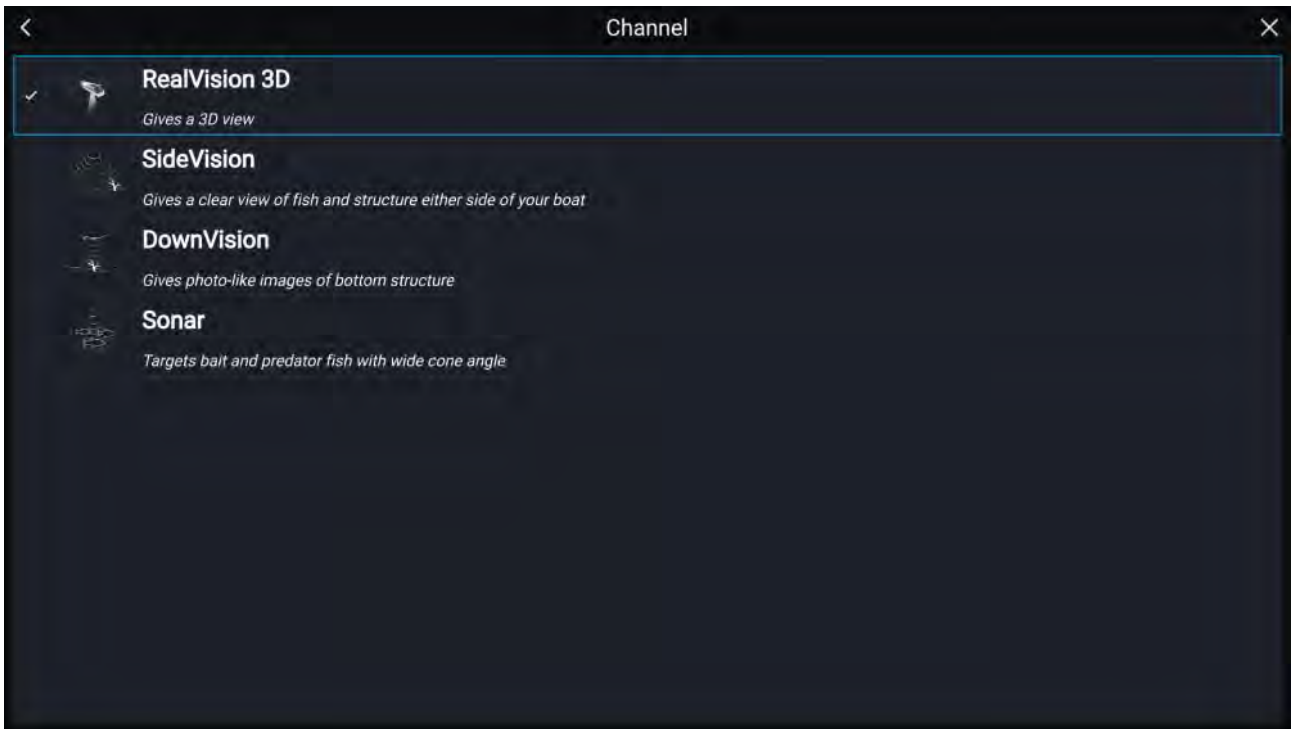 Channel
RealVision 3D
Gives a 3D view
SideVision
Gives a clear view of fish and structure either side of your boat
DownVision
Gives photo-like images of bottom structure
Sonar
Targets bait and predator fish with wide cone angle